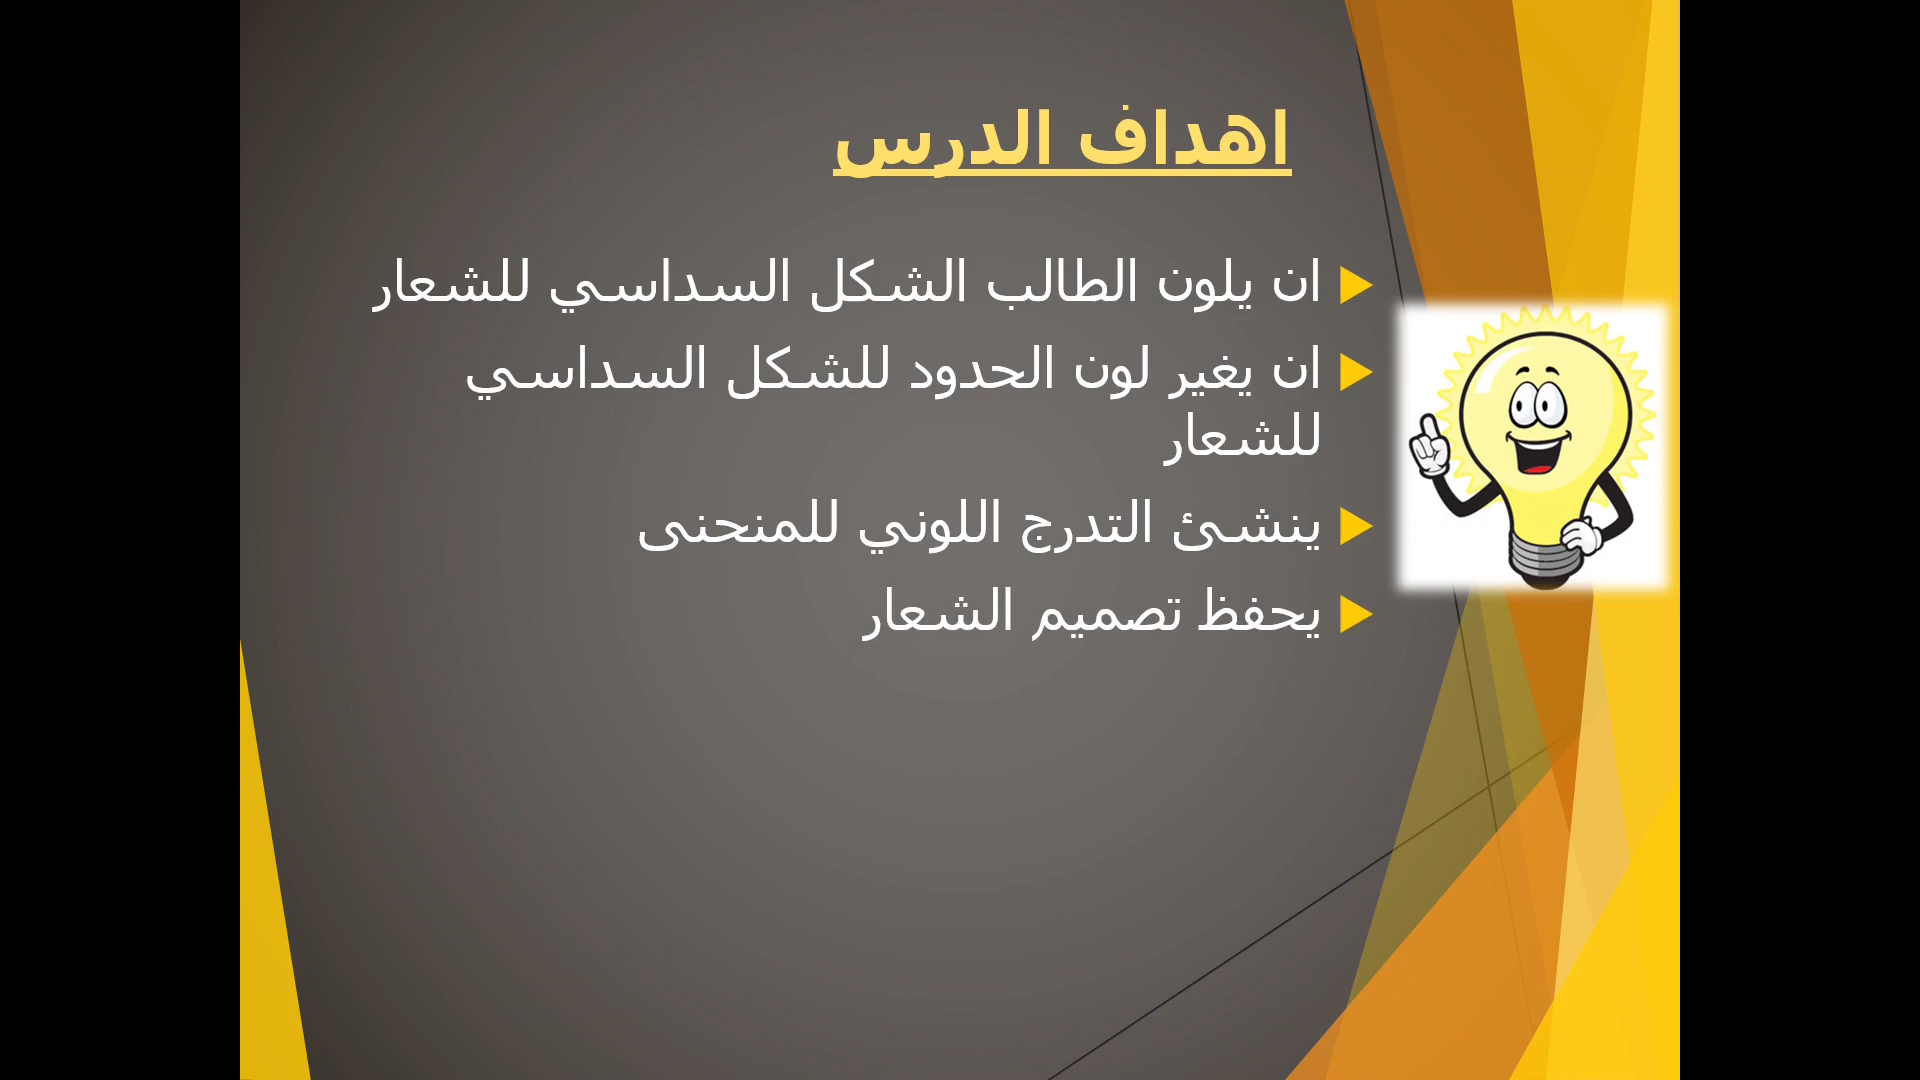 اهداف الدرس
ان يلون الطالب الشكل السداسي للشعار
ان يغير لون الحدود للشكل السداسي
للشعار
ينشئ التدرج اللوني للمنحنى
يحفظ تصميم الشعار